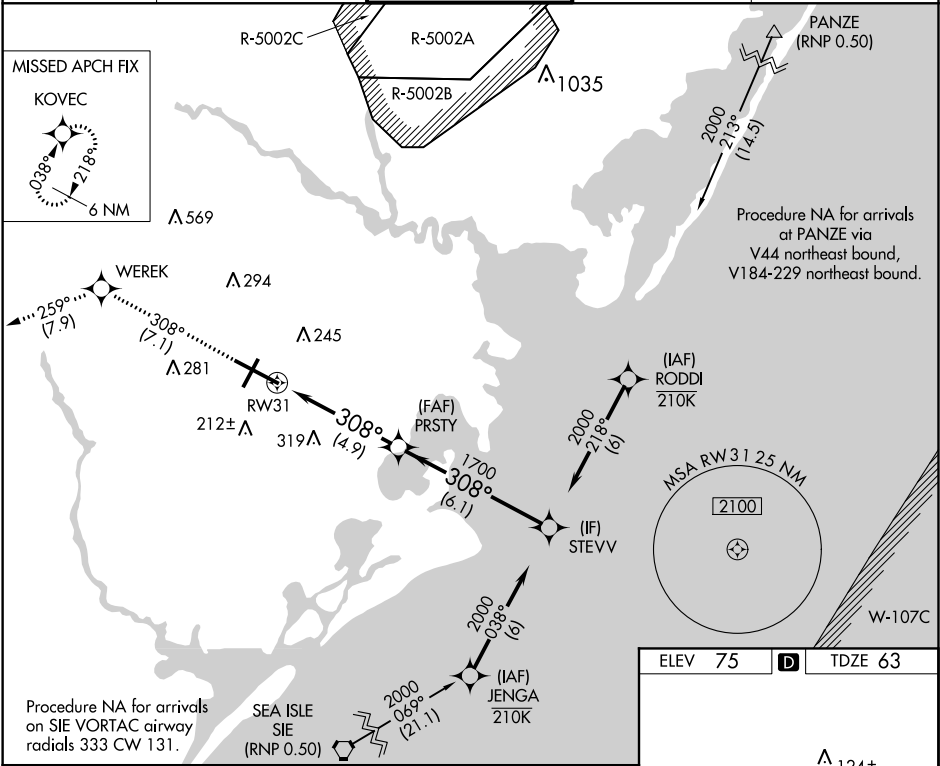 R-5002C
R-5002A
R-5002B
1035
PANZE
(RNP 0.50)
2000
213°
(14.5)
MISSED APCH FIX
KOVEC
038°
218°
6 NM
569
Procedure NA for arrivals
at PANZE via
V44 northeast bound,
V184-229 northeast bound.
WEREK
294
259°
(7.9)
308°
(7.1)
245
281
RW31
212±
319
308°
(4.9)
(FAF)
PRSTY
(IAF)
RODDI
210K
2000
218°
(6)
1700
308°
(6.1)
(IF)
STEVV
MSA RW31 25 NM
2100
W-107C
2000
038°
(6)
(IAF)
JENGA
210K
2000
069°
(21.1)
SEA ISLE
SIE
(RNP 0.50)
Procedure NA for arrivals
on SIE VORTAC airway
radials 333 CW 131.
ELEV 75 D TDZE 63
124±